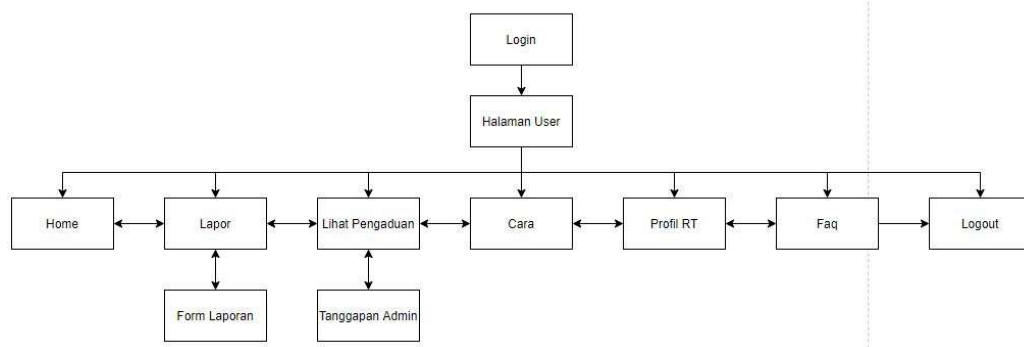 Login
Halaman User
Home
Lapor
Lihat Pengaduan
Cara
Profil RT
Faq
Logout
Form Laporan
Tanggapan Admin